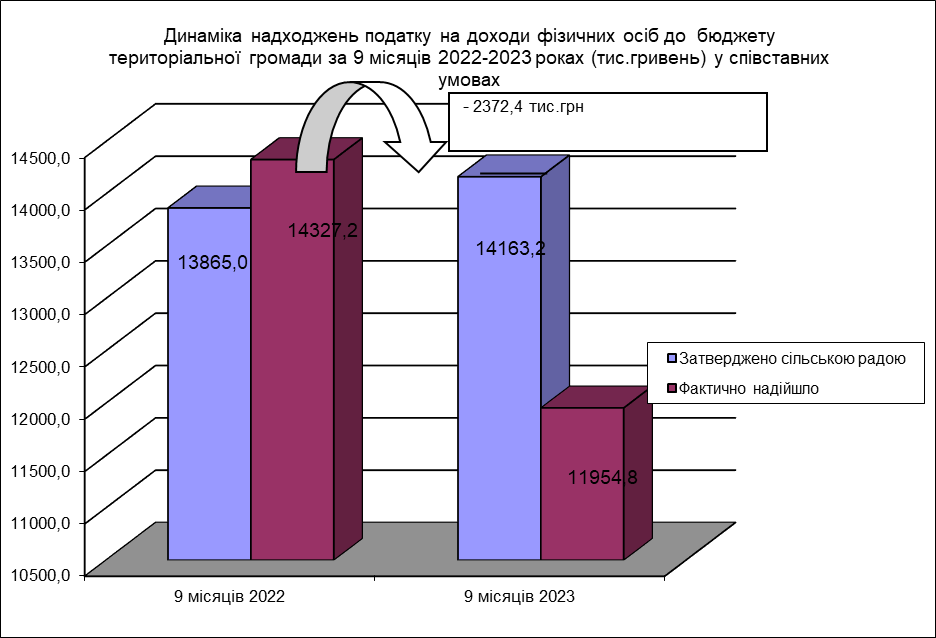 Динаміка надходжень податку на доходи фізичних осіб до бюджету
територіальної громади за 9 місяців 2022-2023 роках (тис.гривень) у співставних
умовах
- 2372,4 тис.грн
14500,0
14000,0
13500,0
13000,0
12500,0
12000,0
11500,0
11000,0
10500,0
13865,0
14327,2
14163,2
11954,8
Затверджено сільською радою
Фактично надійшло
9 місяців 2022
9 місяців 2023